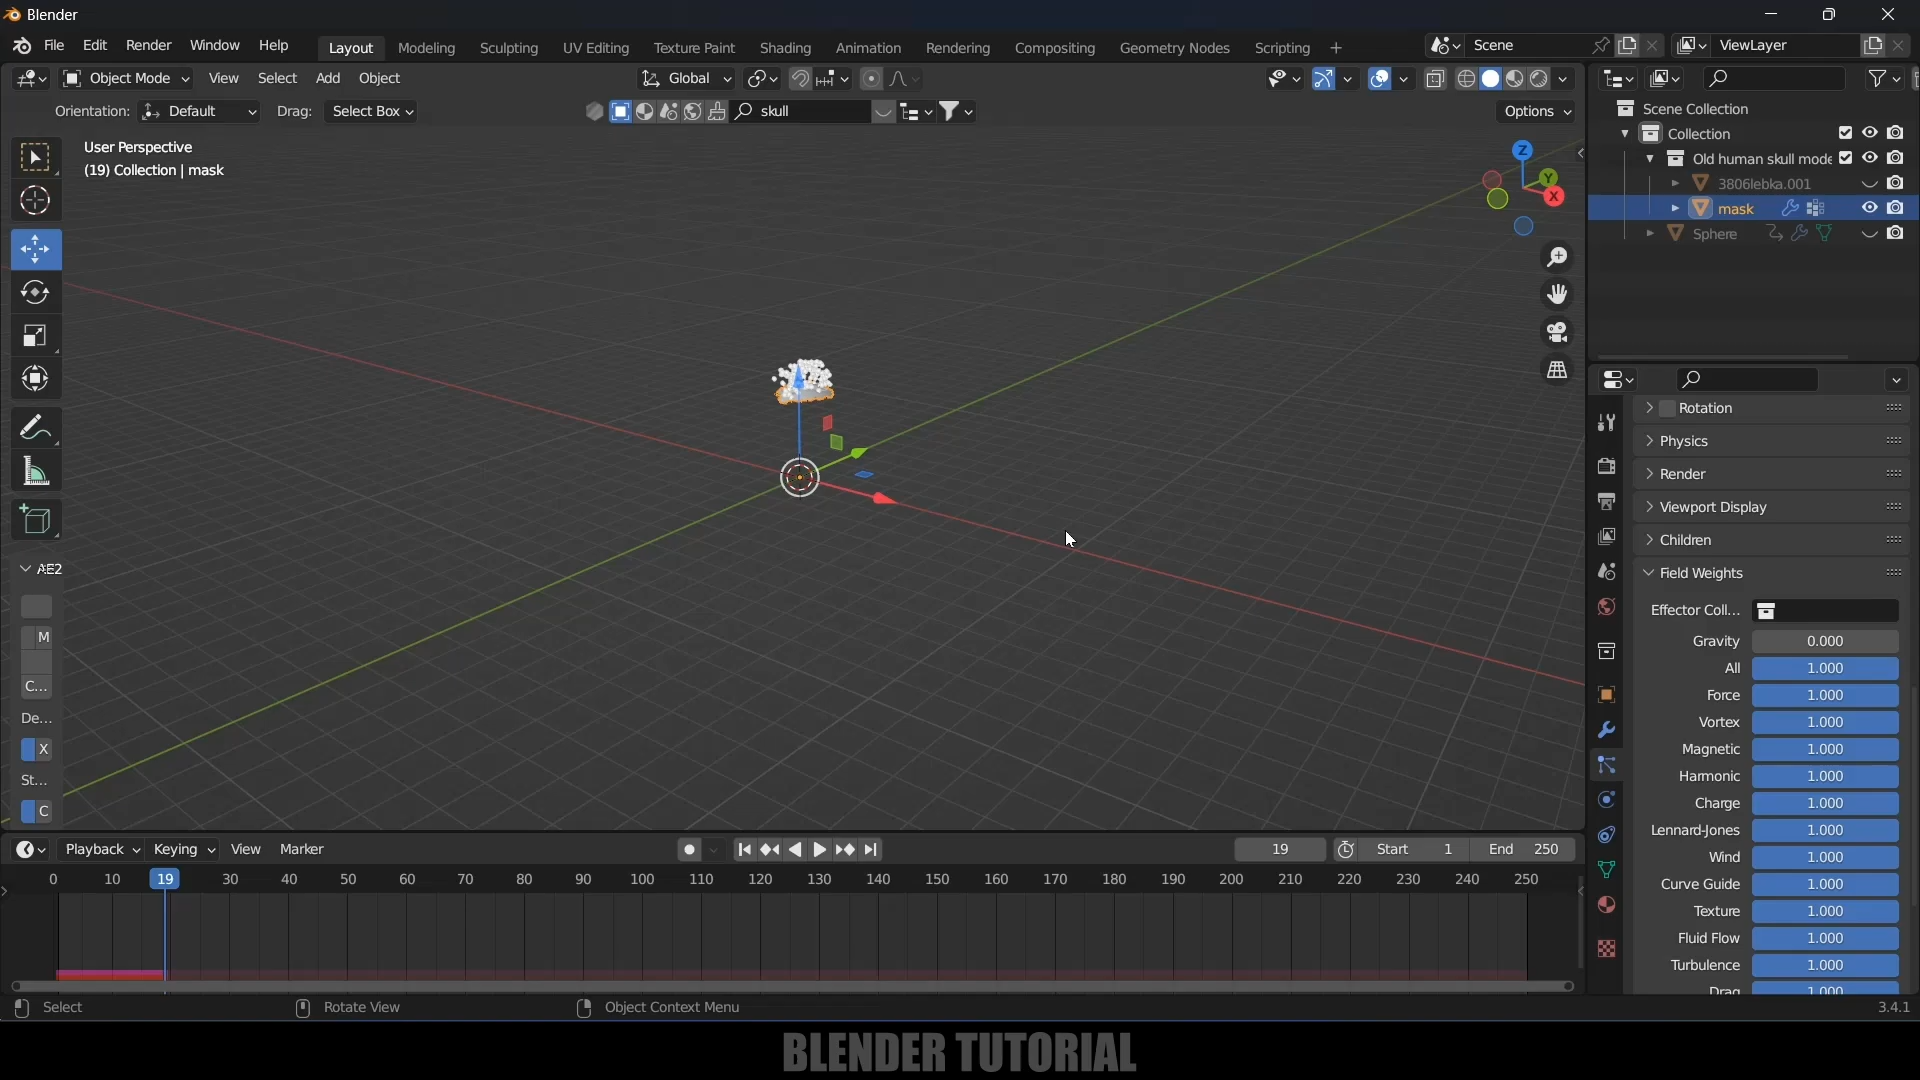 Blender
File Edit Render Window Help Layout Modeling Sculpting UV Editing Texture Paint Shading Animation Rendering Compositing Geometry Nodes Scripting + Scene ViewLayer
Object Mode View Select Add Object Global
Orientation: Default Drag: Select Box skull Options
User Perspective
(19) Collection | mask
Z
Y
X
Scene Collection
Collection
Old human skull mode
3806lebka.001
mask
Sphere
Rotation
Physics
Render
Viewport Display
Children
Field Weights
Effector Coll...
Gravity 0.000
All 1.000
Force 1.000
Vortex 1.000
Magnetic 1.000
Harmonic 1.000
Charge 1.000
Lennard-Jones 1.000
Wind 1.000
Curve Guide 1.000
Texture 1.000
Fluid Flow 1.000
Turbulence 1.000
Drag 1.000
AE2
M
C...
De...
X
St...
C
Playback Keying View Marker 19 Start 1 End 250
0 10 19 30 40 50 60 70 80 90 100 110 120 130 140 150 160 170 180 190 200 210 220 230 240 250
Select Rotate View Object Context Menu 3.4.1
BLENDER TUTORIAL